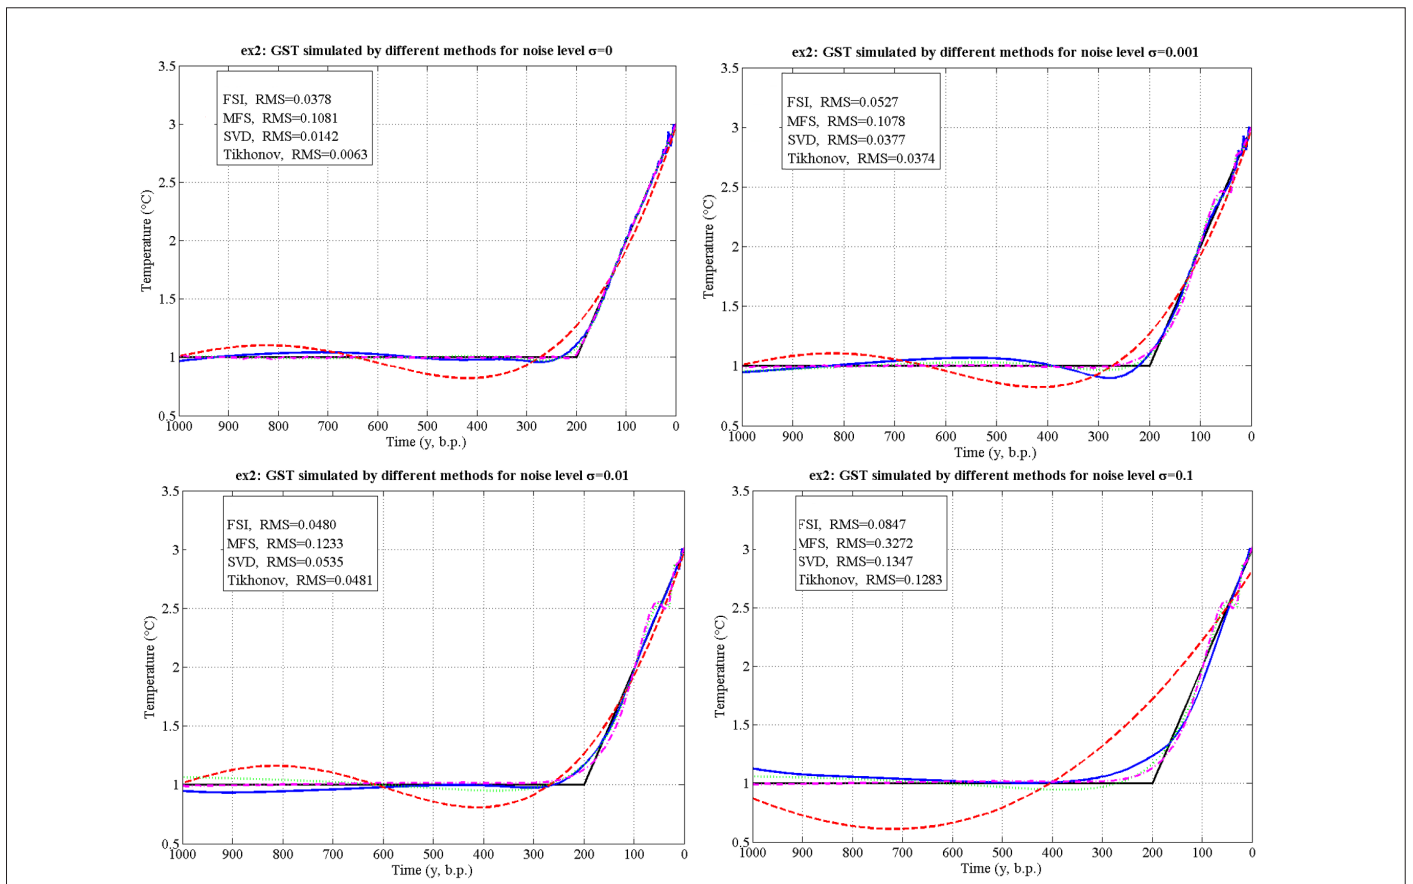 ex2: GST simulated by different methods for noise level σ=0
3.5
3
2.5
2
1.5
1
0.5
Temperature (°C)
FSI, RMS=0.0378
MFS, RMS=0.1081
SVD, RMS=0.0142
Tikhonov, RMS=0.0063
1000 900 800 700 600 500 400 300 200 100 0
Time (y, b.p.)
ex2: GST simulated by different methods for noise level σ=0.001
3.5
3
2.5
2
1.5
1
0.5
Temperature (°C)
FSI, RMS=0.0527
MFS, RMS=0.1078
SVD, RMS=0.0377
Tikhonov, RMS=0.0374
1000 900 800 700 600 500 400 300 200 100 0
Time (y, b.p.)
ex2: GST simulated by different methods for noise level σ=0.01
3.5
3
2.5
2
1.5
1
0.5
Temperature (°C)
FSI, RMS=0.0480
MFS, RMS=0.1233
SVD, RMS=0.0535
Tikhonov, RMS=0.0481
1000 900 800 700 600 500 400 300 200 100 0
Time (y, b.p.)
ex2: GST simulated by different methods for noise level σ=0.1
3.5
3
2.5
2
1.5
1
0.5
Temperature (°C)
FSI, RMS=0.0847
MFS, RMS=0.3272
SVD, RMS=0.1347
Tikhonov, RMS=0.1283
1000 900 800 700 600 500 400 300 200 100 0
Time (y, b.p.)